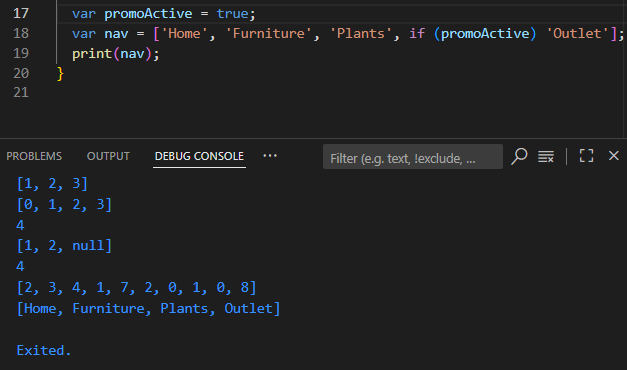 17 var promoActive = true;
18 var nav = ['Home', 'Furniture', 'Plants', if (promoActive) 'Outlet'];
19 print(nav);
20 }
21
PROBLEMS OUTPUT DEBUG CONSOLE ··· Filter (e.g. text, !exclude, ...
[1, 2, 3]
[0, 1, 2, 3]
4
[1, 2, null]
4
[2, 3, 4, 1, 7, 2, 0, 1, 0, 8]
[Home, Furniture, Plants, Outlet]
Exited.